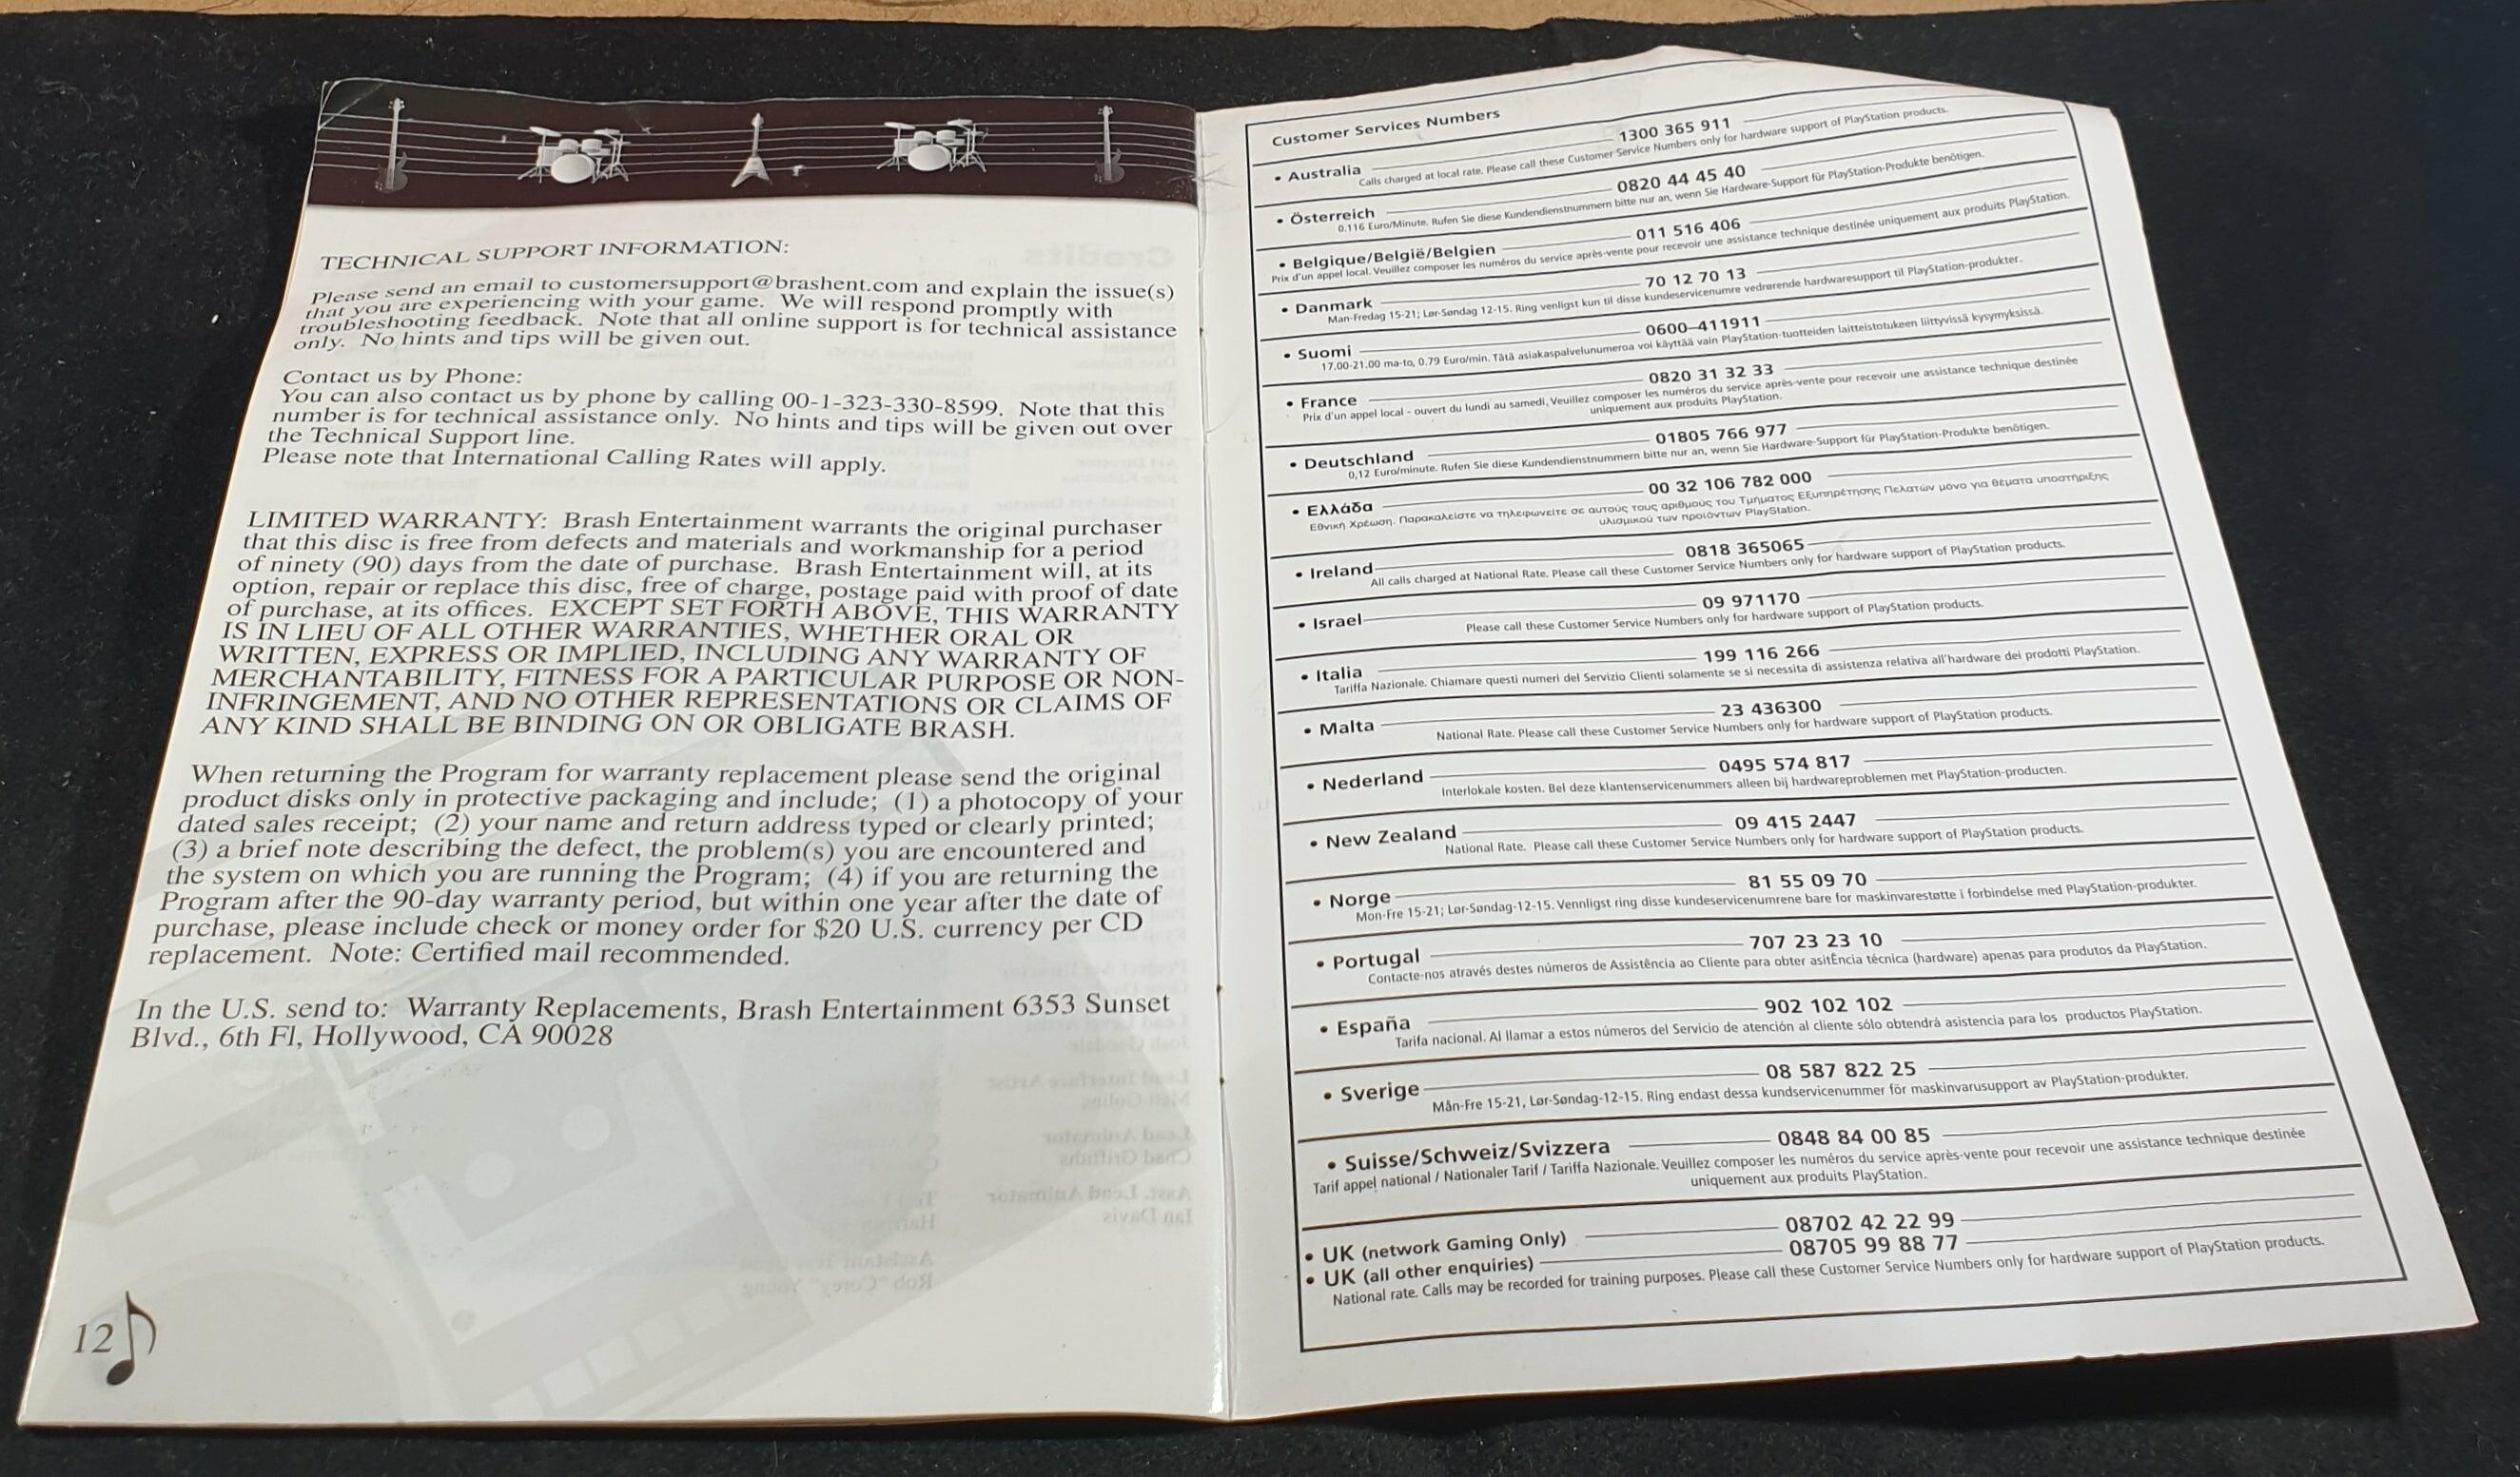 TECHNICAL SUPPORT INFORMATION:
Please send an email to customersupport@brashent.com and explain the issue(s)
that you are experiencing with your game. We will respond promptly with
troubleshooting feedback. Note that all online support is for technical assistance
only. No hints and tips will be given out.
Contact us by Phone:
You can also contact us by phone by calling 00-1-323-330-8599. Note that this
number is for technical assistance only. No hints and tips will be given out over
the Technical Support line.
Please note that International Calling Rates will apply.
LIMITED WARRANTY: Brash Entertainment warrants the original purchaser
that this disc is free from defects and materials and workmanship for a period
of ninety (90) days from the date of purchase. Brash Entertainment will, at its
option, repair or replace this disc, free of charge, postage paid with proof of date
of purchase, at its offices. EXCEPT SET FORTH ABOVE, THIS WARRANTY
IS IN LIEU OF ALL OTHER WARRANTIES, WHETHER ORAL OR
WRITTEN, EXPRESS OR IMPLIED, INCLUDING ANY WARRANTY OF
MERCHANTABILITY, FITNESS FOR A PARTICULAR PURPOSE OR NON-
INFRINGEMENT, AND NO OTHER REPRESENTATIONS OR CLAIMS OF
ANY KIND SHALL BE BINDING ON OR OBLIGATE BRASH.
When returning the Program for warranty replacement please send the original
product disks only in protective packaging and include; (1) a photocopy of your
dated sales receipt; (2) your name and return address typed or clearly printed;
(3) a brief note describing the defect, the problem(s) you are encountered and
the system on which you are running the Program; (4) if you are returning the
Program after the 90-day warranty period, but within one year after the date of
purchase, please include check or money order for $20 U.S. currency per CD
replacement. Note: Certified mail recommended.
In the U.S. send to: Warranty Replacements, Brash Entertainment 6353 Sunset
Blvd., 6th Fl, Hollywood, CA 90028
12
Customer Services Numbers
• Australia 1300 365 911
Calls charged at local rate. Please call these Customer Service Numbers only for hardware support of PlayStation products.
• Österreich 0820 44 45 40
0.116 Euro/Minute. Rufen Sie diese Kundendienstnummern bitte nur an, wenn Sie Hardware-Support für PlayStation-Produkte benötigen.
• Belgique/België/Belgien 011 516 406
Prix d'un appel local. Veuillez composer les numéros du service après-vente pour recevoir une assistance technique destinée uniquement aux produits PlayStation.
• Danmark 70 12 70 13
Man-Fredag 15-21; Lør-Søndag 12-15. Ring venligst kun til disse kundeservicenumre vedrørende hardwaresupport til PlayStation-produkter.
• Suomi 0600–411911
17.00-21.00 ma-to, 0.79 Euro/min. Tätä asiakaspalvelunumeroa voi käyttää vain PlayStation-tuotteiden laitteistotukeen liittyvissä kysymyksissä.
• France 0820 31 32 33
Prix d'un appel local - ouvert du lundi au samedi, Veuillez composer les numéros du service après-vente pour recevoir une assistance technique destinée
uniquement aux produits PlayStation.
• Deutschland 01805 766 977
0,12 Euro/minute. Rufen Sie diese Kundendienstnummern bitte nur an, wenn Sie Hardware-Support für PlayStation-Produkte benötigen.
• Ελλάδα 00 32 106 782 000
Εθνική Χρέωση. Παρακαλείστε να τηλεφωνείτε σε αυτούς τους αριθμούς του Τμήματος Εξυπηρέτησης Πελατών μόνο για θέματα υποστήριξης
υλισμικού των προϊόντων PlayStation.
• Ireland 0818 365065
All calls charged at National Rate. Please call these Customer Service Numbers only for hardware support of PlayStation products.
• Israel 09 971170
Please call these Customer Service Numbers only for hardware support of PlayStation products.
• Italia 199 116 266
Tariffa Nazionale. Chiamare questi numeri del Servizio Clienti solamente se si necessita di assistenza relativa all'hardware dei prodotti PlayStation.
• Malta 23 436300
National Rate. Please call these Customer Service Numbers only for hardware support of PlayStation products.
• Nederland 0495 574 817
Interlokale kosten. Bel deze klantenservicenummers alleen bij hardwareproblemen met PlayStation-producten.
• New Zealand 09 415 2447
National Rate. Please call these Customer Service Numbers only for hardware support of PlayStation products.
• Norge 81 55 09 70
Mon-Fre 15-21; Lør-Søndag-12-15. Vennligst ring disse kundeservicenumrene bare for maskinvarestøtte i forbindelse med PlayStation-produkter.
• Portugal 707 23 23 10
Contacte-nos através destes números de Assistência ao Cliente para obter asitÊncia técnica (hardware) apenas para produtos da PlayStation.
• España 902 102 102
Tarifa nacional. Al llamar a estos números del Servicio de atención al cliente sólo obtendrá asistencia para los productos PlayStation.
• Sverige 08 587 822 25
Mån-Fre 15-21, Lør-Søndag-12-15. Ring endast dessa kundservicenummer för maskinvarusupport av PlayStation-produkter.
• Suisse/Schweiz/Svizzera 0848 84 00 85
Tarif appel national / Nationaler Tarif / Tariffa Nazionale. Veuillez composer les numéros du service après-vente pour recevoir une assistance technique destinée
uniquement aux produits PlayStation.
• UK (network Gaming Only) 08702 42 22 99
• UK (all other enquiries) 08705 99 88 77
National rate. Calls may be recorded for training purposes. Please call these Customer Service Numbers only for hardware support of PlayStation products.